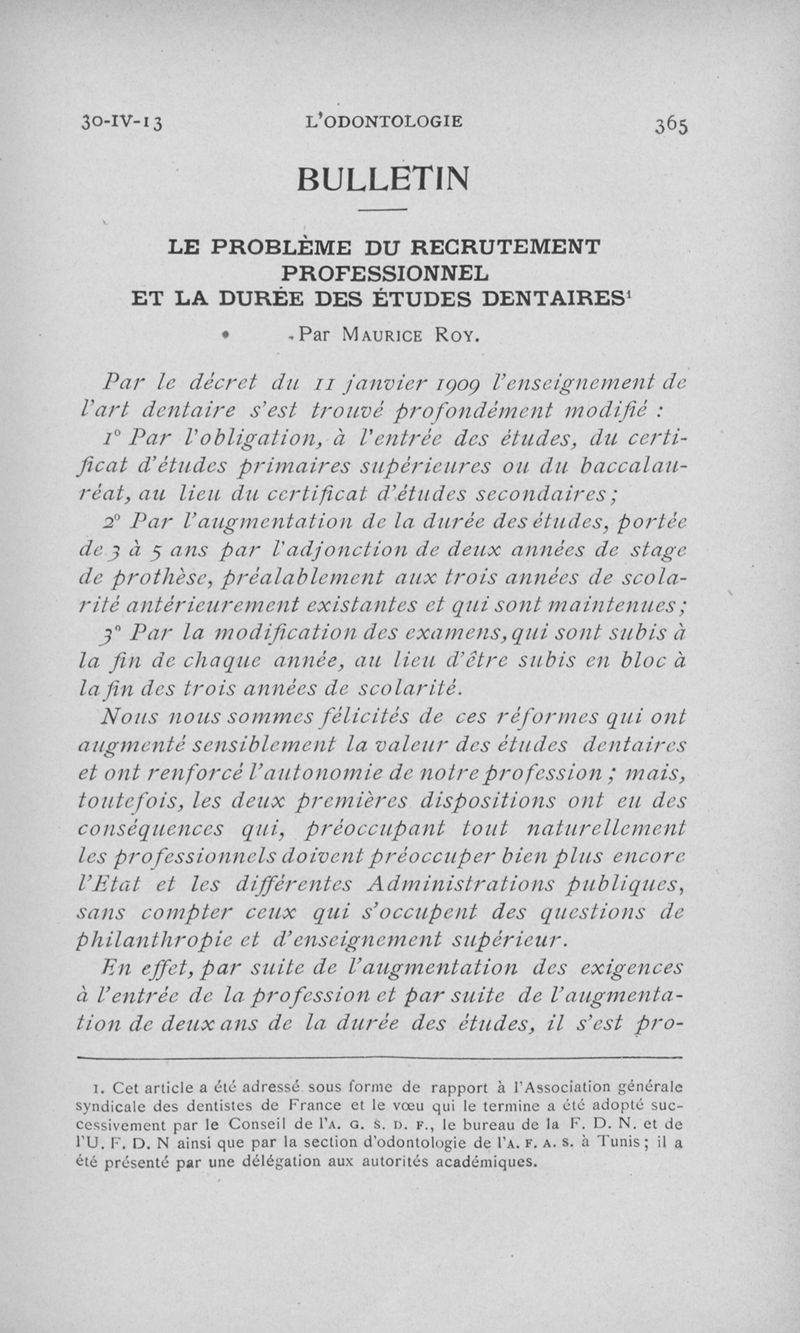 30-IV-13 L'ODONTOLOGIE 365
BULLETIN
LE PROBLÈME DU RECRUTEMENT
PROFESSIONNEL
ET LA DURÉE DES ÉTUDES DENTAIRES¹
Par MAURICE ROY.
Par le décret du 11 janvier 1909 l'enseignement de
l'art dentaire s'est trouvé profondément modifié :
1° Par l'obligation, à l'entrée des études, du certi-
ficat d'études primaires supérieures ou du baccalau-
réat, au lieu du certificat d'études secondaires ;
2° Par l'augmentation de la durée des études, portée
de 3 à 5 ans par l'adjonction de deux années de stage
de prothèse, préalablement aux trois années de scola-
rité antérieurement existantes et qui sont maintenues ;
3° Par la modification des examens, qui sont subis à
la fin de chaque année, au lieu d'être subis en bloc à
la fin des trois années de scolarité.
Nous nous sommes félicités de ces réformes qui ont
augmenté sensiblement la valeur des études dentaires
et ont renforcé l'autonomie de notre profession ; mais,
toutefois, les deux premières dispositions ont eu des
conséquences qui, préoccupant tout naturellement
les professionnels doivent préoccuper bien plus encore
l'Etat et les différentes Administrations publiques,
sans compter ceux qui s'occupent des questions de
philanthropie et d'enseignement supérieur.
En effet, par suite de l'augmentation des exigences
à l'entrée de la profession et par suite de l'augmenta-
tion de deux ans de la durée des études, il s'est pro-
1. Cet article a été adressé sous forme de rapport à l'Association générale
syndicale des dentistes de France et le vœu qui le termine a été adopté suc-
cessivement par le Conseil de l'A. G. S. D. F., le bureau de la F. D. N. et de
l'U. F. D. N ainsi que par la section d'odontologie de l'A. F. A. S. à Tunis ; il a
été présenté par une délégation aux autorités académiques.